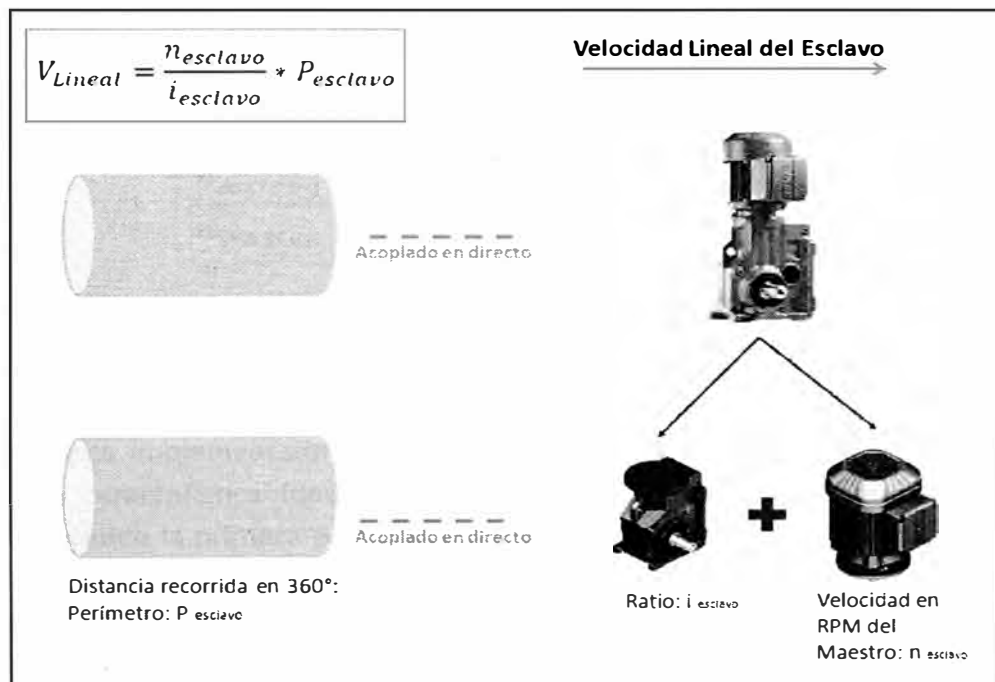 V_Lineal = n_esclavo / i_esclavo * P_esclavo
Velocidad Lineal del Esclavo
Acoplado en directo
Acoplado en directo
Distancia recorrida en 360°:
Perímetro: P esclavo
Ratio: i esclavo
Velocidad en
RPM del
Maestro: n esclavo